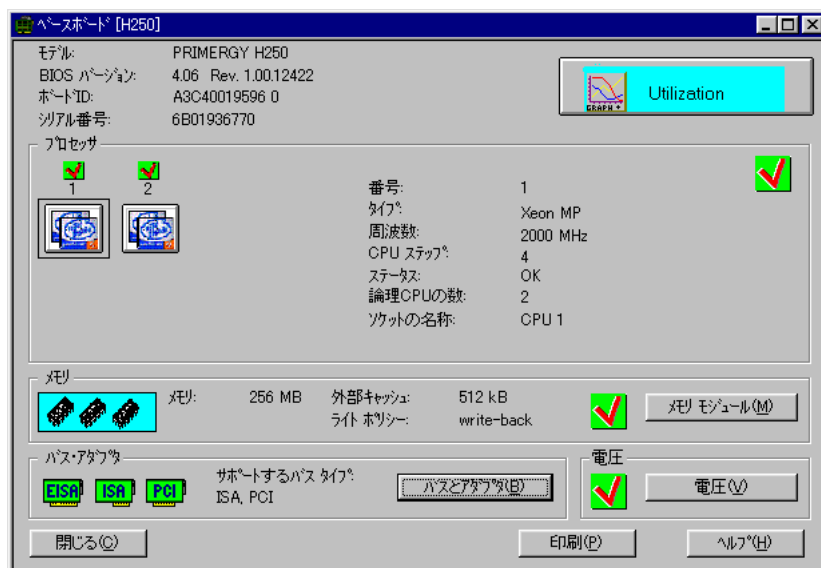 ﾍﾞｰｽﾎﾞｰﾄﾞ [H250]
ﾓﾃﾞﾙ: PRIMERGY H250
BIOS ﾊﾞｰｼﾞｮﾝ: 4.06 Rev. 1.00.12422
ﾎﾞｰﾄﾞID: A3C40019596 0
ｼﾘｱﾙ番号: 6B01936770
GRAPH +
Utilization
ﾌﾟﾛｾｯｻ
1 2
番号: 1
ﾀｲﾌﾟ: Xeon MP
周波数: 2000 MHz
CPU ｽﾃｯﾌﾟ: 4
ｽﾃｰﾀｽ: OK
論理CPUの数: 2
ｿｹｯﾄの名称: CPU 1
ﾒﾓﾘ
ﾒﾓﾘ: 256 MB 外部ｷｬｯｼｭ: 512 kB
ﾗｲﾄ ﾎﾟﾘｼｰ: write-back
ﾒﾓﾘ ﾓｼﾞｭｰﾙ(M)
ﾊﾞｽ･ｱﾀﾞﾌﾟﾀ
EISA ISA PCI
ｻﾎﾟｰﾄするﾊﾞｽ ﾀｲﾌﾟ:
ISA, PCI
ﾊﾞｽとｱﾀﾞﾌﾟﾀ(B)
電圧
電圧(V)
閉じる(C) 印刷(P) ﾍﾙﾌﾟ(H)